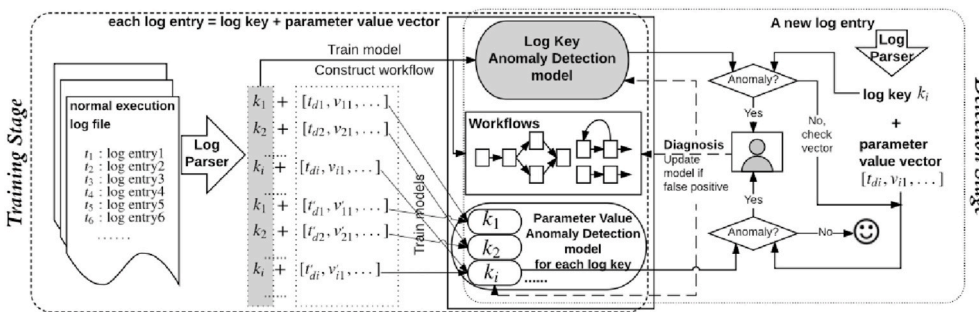 each log entry = log key + parameter value vector
Training Stage
normal execution
log file
t1 : log entry1
t2 : log entry2
t3 : log entry3
t4 : log entry4
t5 : log entry5
t6 : log entry6
......
Log
Parser
Train model
Construct workflow
k1 + [td1, v11, . . . ]
k2 + [td2, v21, . . . ]
......
ki + [tdi, vi1, . . . ]
......
k1 + [t'd1, v'11, . . . ]
k2 + [t'd2, v'21, . . . ]
......
ki + [t'di, v'i1, . . . ]
......
Train models
Log Key
Anomaly Detection
model
Workflows
k1
k2
ki
Parameter Value
Anomaly Detection
model
for each log key
......
Diagnosis
Update
model if
false positive
Anomaly?
Yes
No,
check
vector
Yes
Anomaly?
No
A new log entry
Log
Parser
log key ki
+
parameter
value vector
[tdi, vi1, . . . ]
Stage